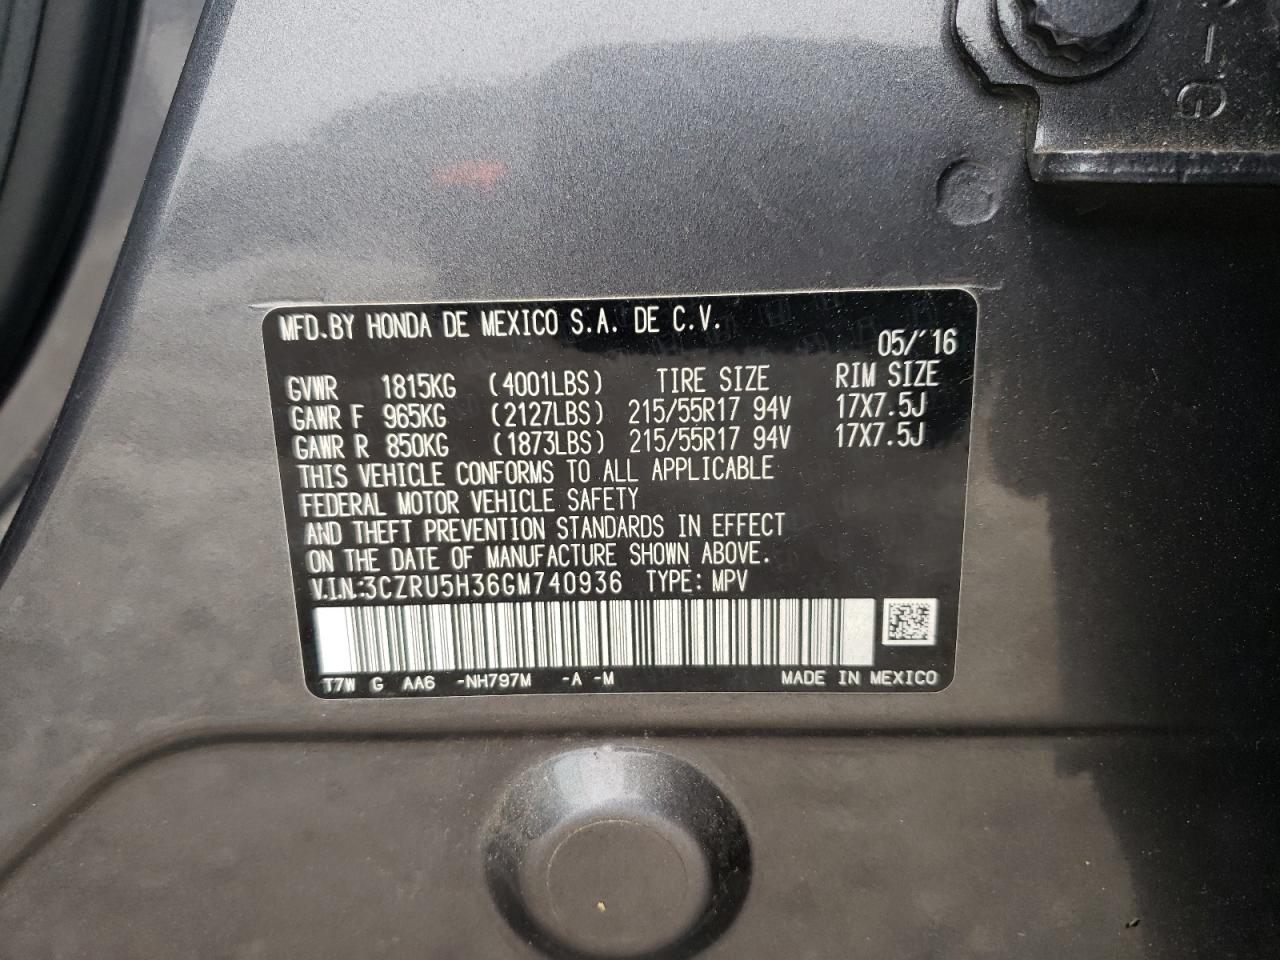 MFD.BY HONDA DE MEXICO S.A. DE C.V.
05/'16
GVWR 1815KG (4001LBS) TIRE SIZE RIM SIZE
GAWR F 965KG (2127LBS) 215/55R17 94V 17X7.5J
GAWR R 850KG (1873LBS) 215/55R17 94V 17X7.5J
THIS VEHICLE CONFORMS TO ALL APPLICABLE
FEDERAL MOTOR VEHICLE SAFETY
AND THEFT PREVENTION STANDARDS IN EFFECT
ON THE DATE OF MANUFACTURE SHOWN ABOVE.
V.I.N.:3CZRU5H36GM740936 TYPE: MPV
T7W G AA6 -NH797M -A -M MADE IN MEXICO